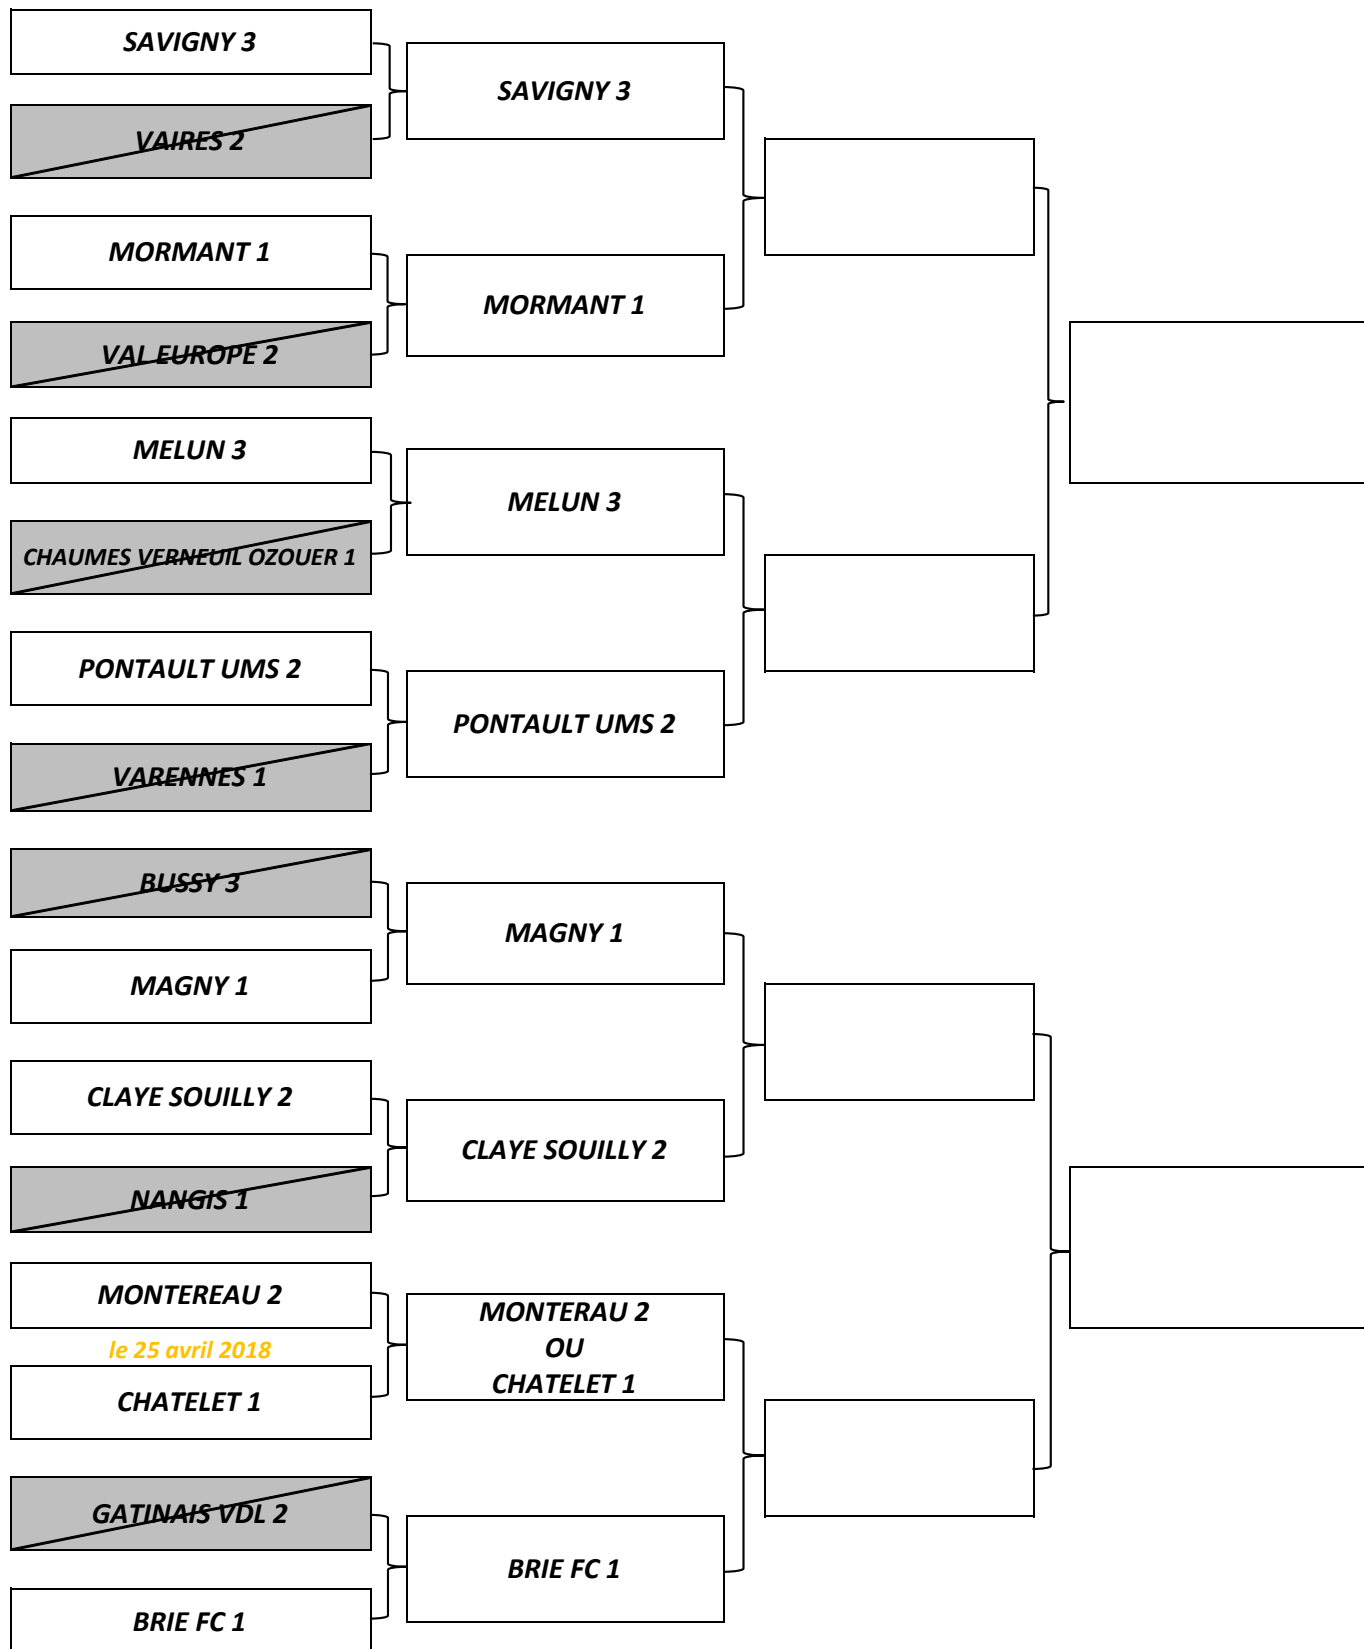 SAVIGNY 3
VAIRES 2
MORMANT 1
VAL EUROPE 2
MELUN 3
CHAUMES VERNEUIL OZOUER 1
PONTAULT UMS 2
VARENNES 1
BUSSY 3
MAGNY 1
CLAYE SOUILLY 2
NANGIS 1
MONTEREAU 2
le 25 avril 2018
CHATELET 1
GATINAIS VDL 2
BRIE FC 1
SAVIGNY 3
MORMANT 1
MELUN 3
PONTAULT UMS 2
MAGNY 1
CLAYE SOUILLY 2
MONTERAU 2
OU
CHATELET 1
BRIE FC 1